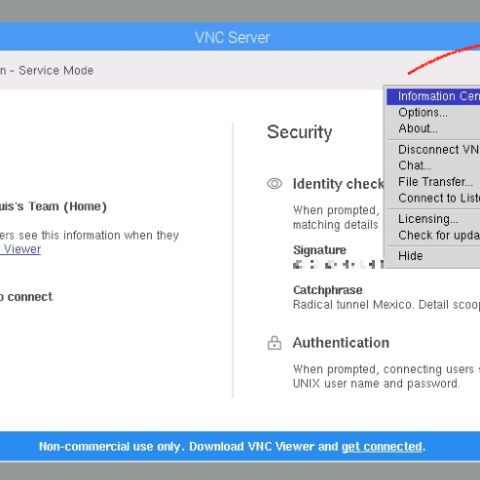 VNC Server
n - Service Mode
Information Cen
Options...
About...
Disconnect VN
Chat...
File Transfer...
Connect to Liste
Licensing...
Check for upda
Hide
uis's Team (Home)
ers see this information when they
Viewer
o connect
Security
Identity check
When prompted,
matching details
Signature
Catchphrase
Radical tunnel Mexico. Detail scoop
Authentication
When prompted, connecting users s
UNIX user name and password.
Non-commercial use only. Download VNC Viewer and get connected.